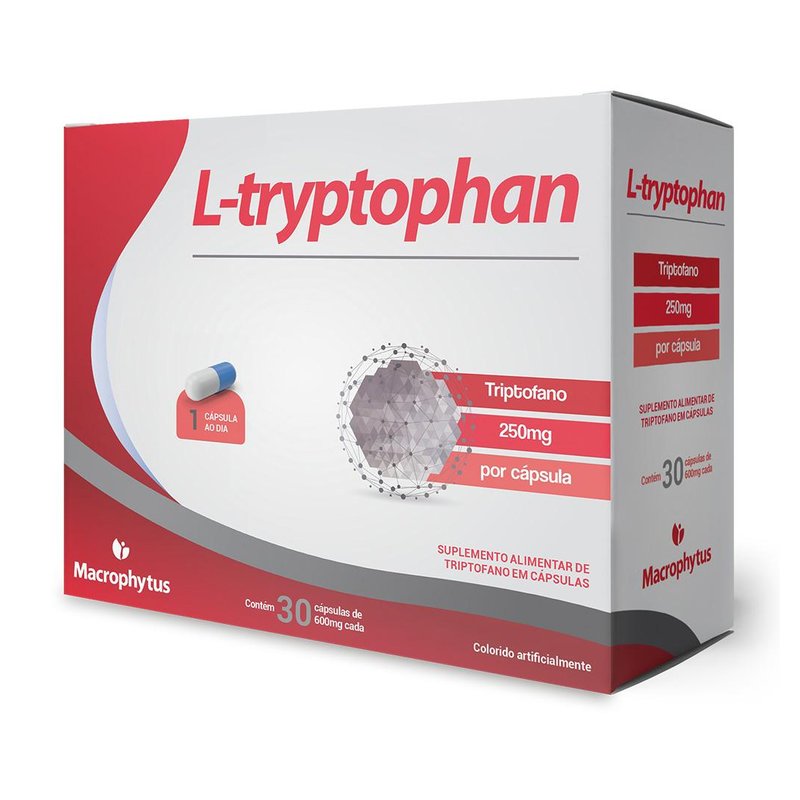 L-tryptophan
1 CÁPSULA
AO DIA
Triptofano
250mg
por cápsula
SUPLEMENTO ALIMENTAR DE
TRIPTOFANO EM CÁPSULAS
Macrophytus
Contém 30 cápsulas de
600mg cada
Colorido artificialmente
L-tryptophan
Triptofano
250mg
por cápsula
SUPLEMENTO ALIMENTAR DE
TRIPTOFANO EM CÁPSULAS
Contém 30 cápsulas de
600mg cada
Macrophytus